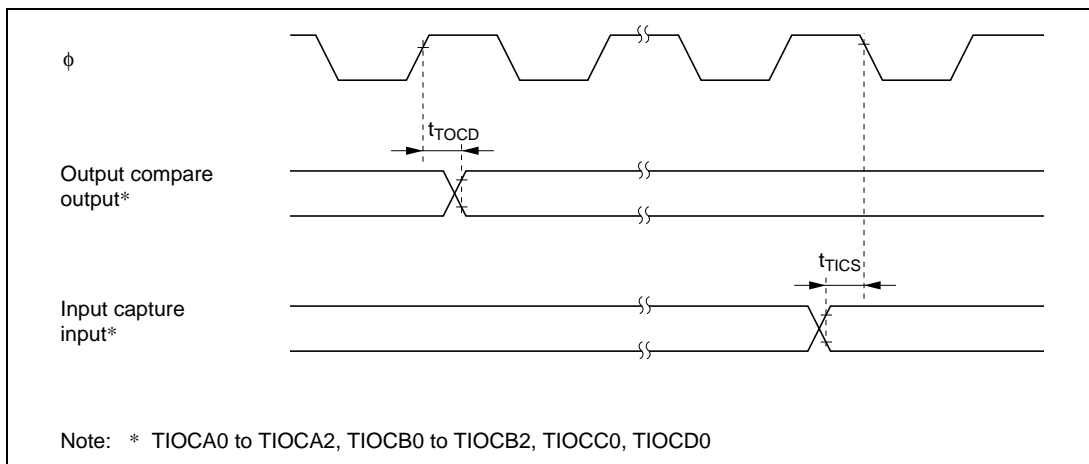 ϕ
tTOCD
Output compare
output*
tTICS
Input capture
input*
Note: * TIOCA0 to TIOCA2, TIOCB0 to TIOCB2, TIOCC0, TIOCD0